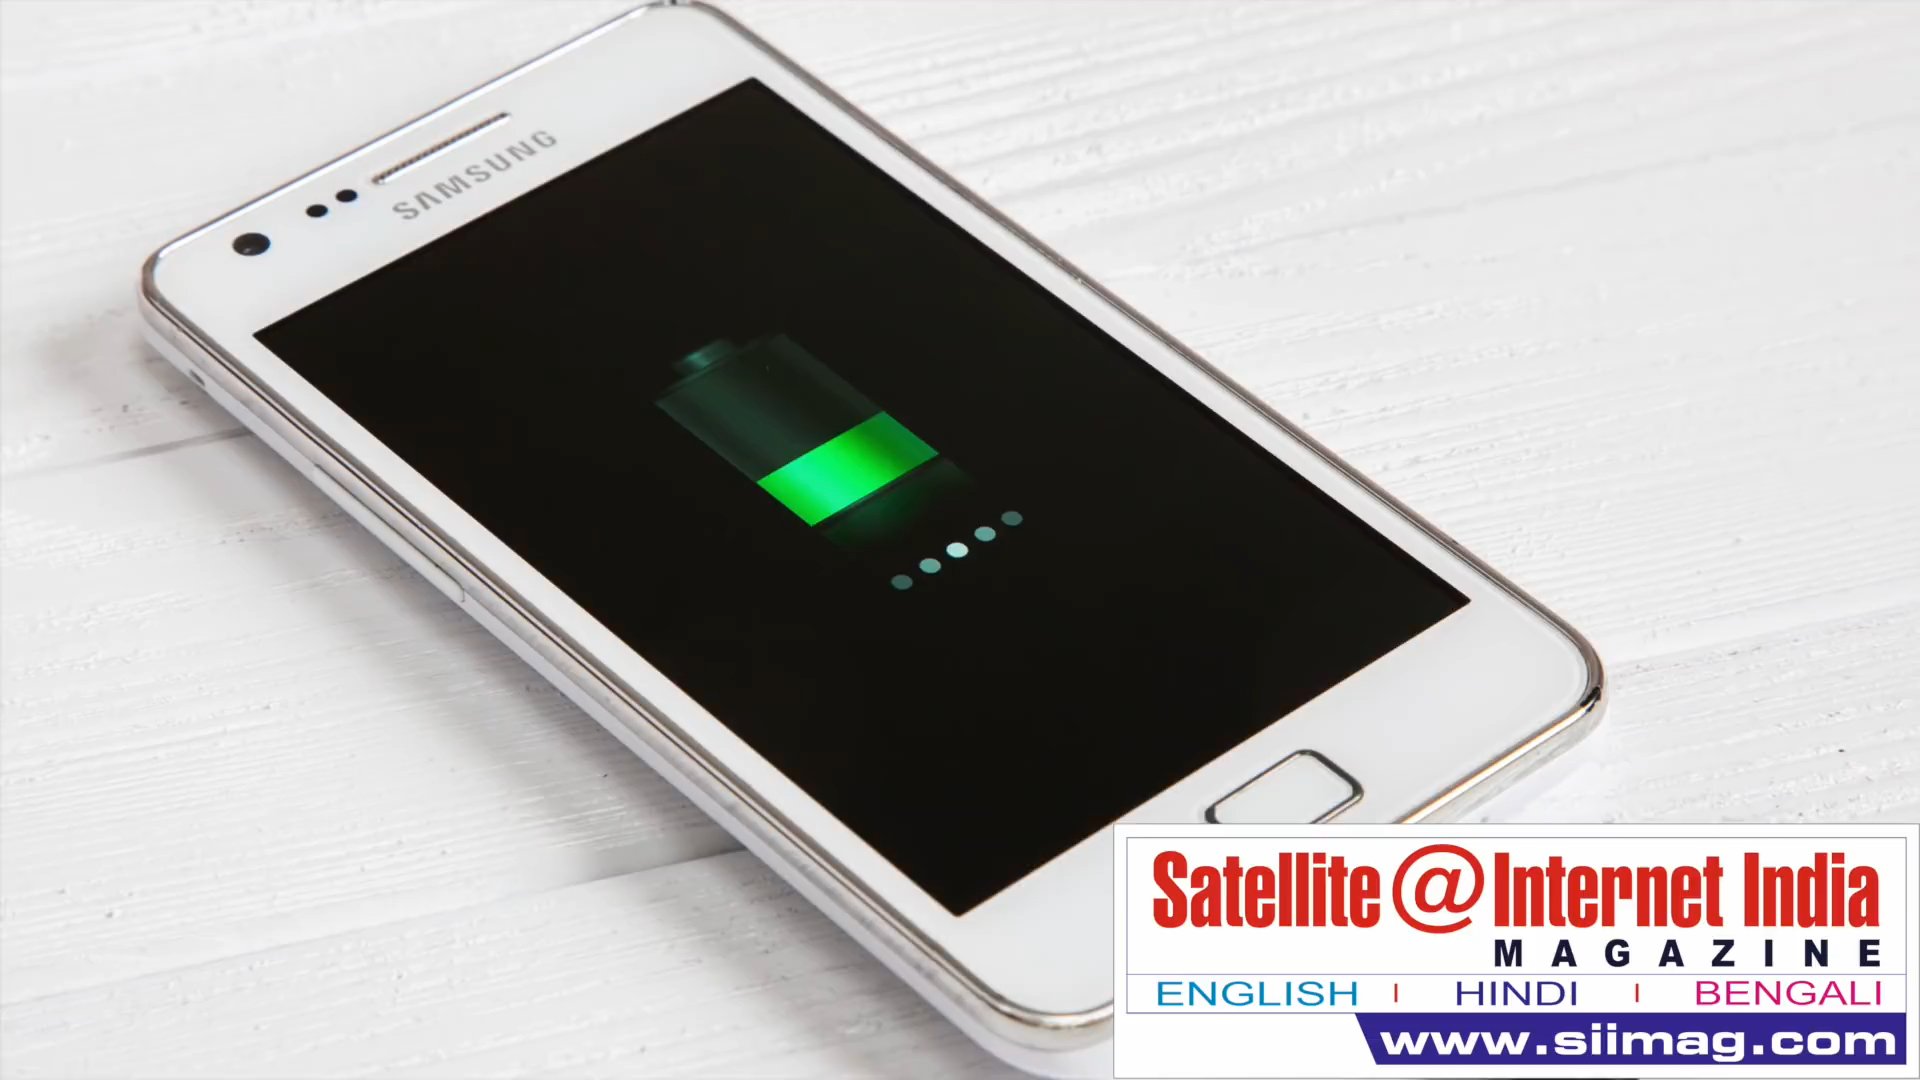 SAMSUNG
Satellite @ Internet India
MAGAZINE
ENGLISH | HINDI | BENGALI
www.siimag.com